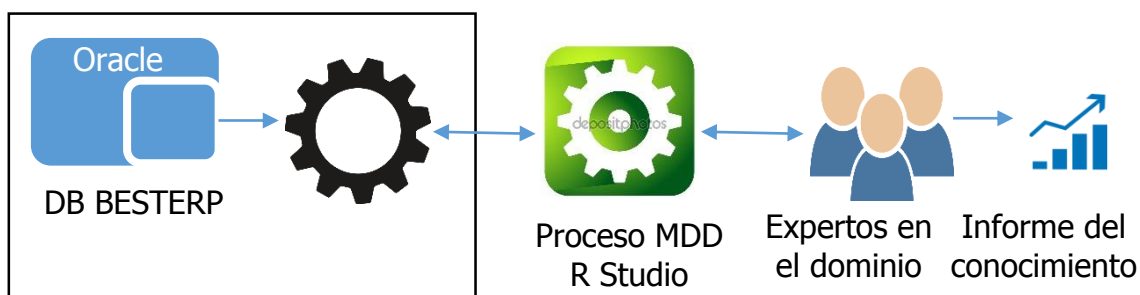 Oracle
DB BESTERP
depositphotos
Proceso MDD
R Studio
Expertos en
el dominio
Informe del
conocimiento